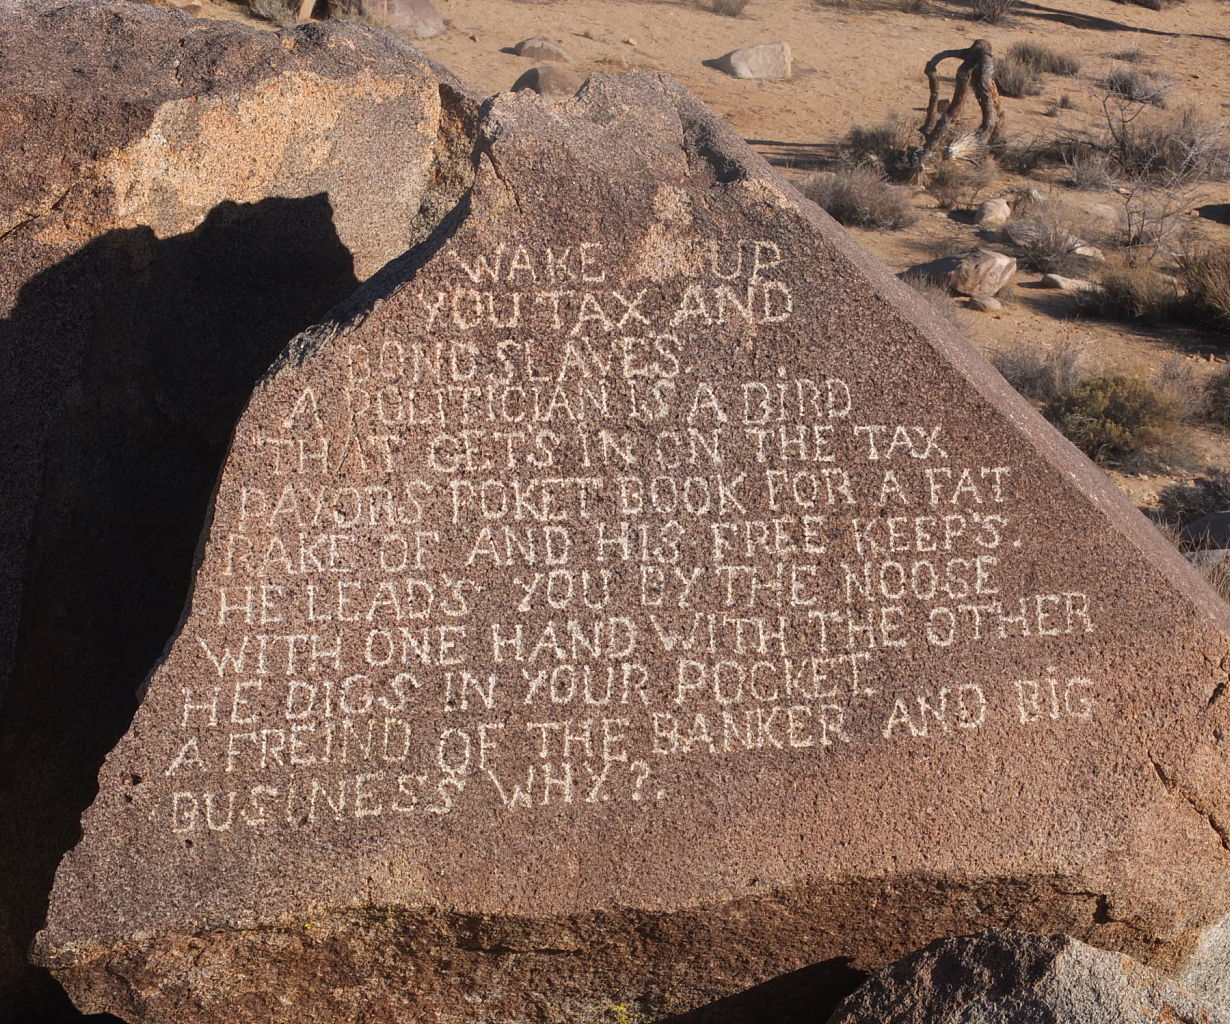 WAKE UP
YOU TAX AND
BOND SLAVES.
A POLITICIAN IS A BIRD
THAT GET'S IN ON THE TAX
PAYORS POKET BOOK FOR A FAT
RAKE OF AND HIS FREE KEEP'S.
HE LEAD'S YOU BY THE NOOSE
WITH ONE HAND WITH THE OTHER
HE DIGS IN YOUR POCKET.
A FREIND OF THE BANKER AND BIG
BUSINESS WHY?.